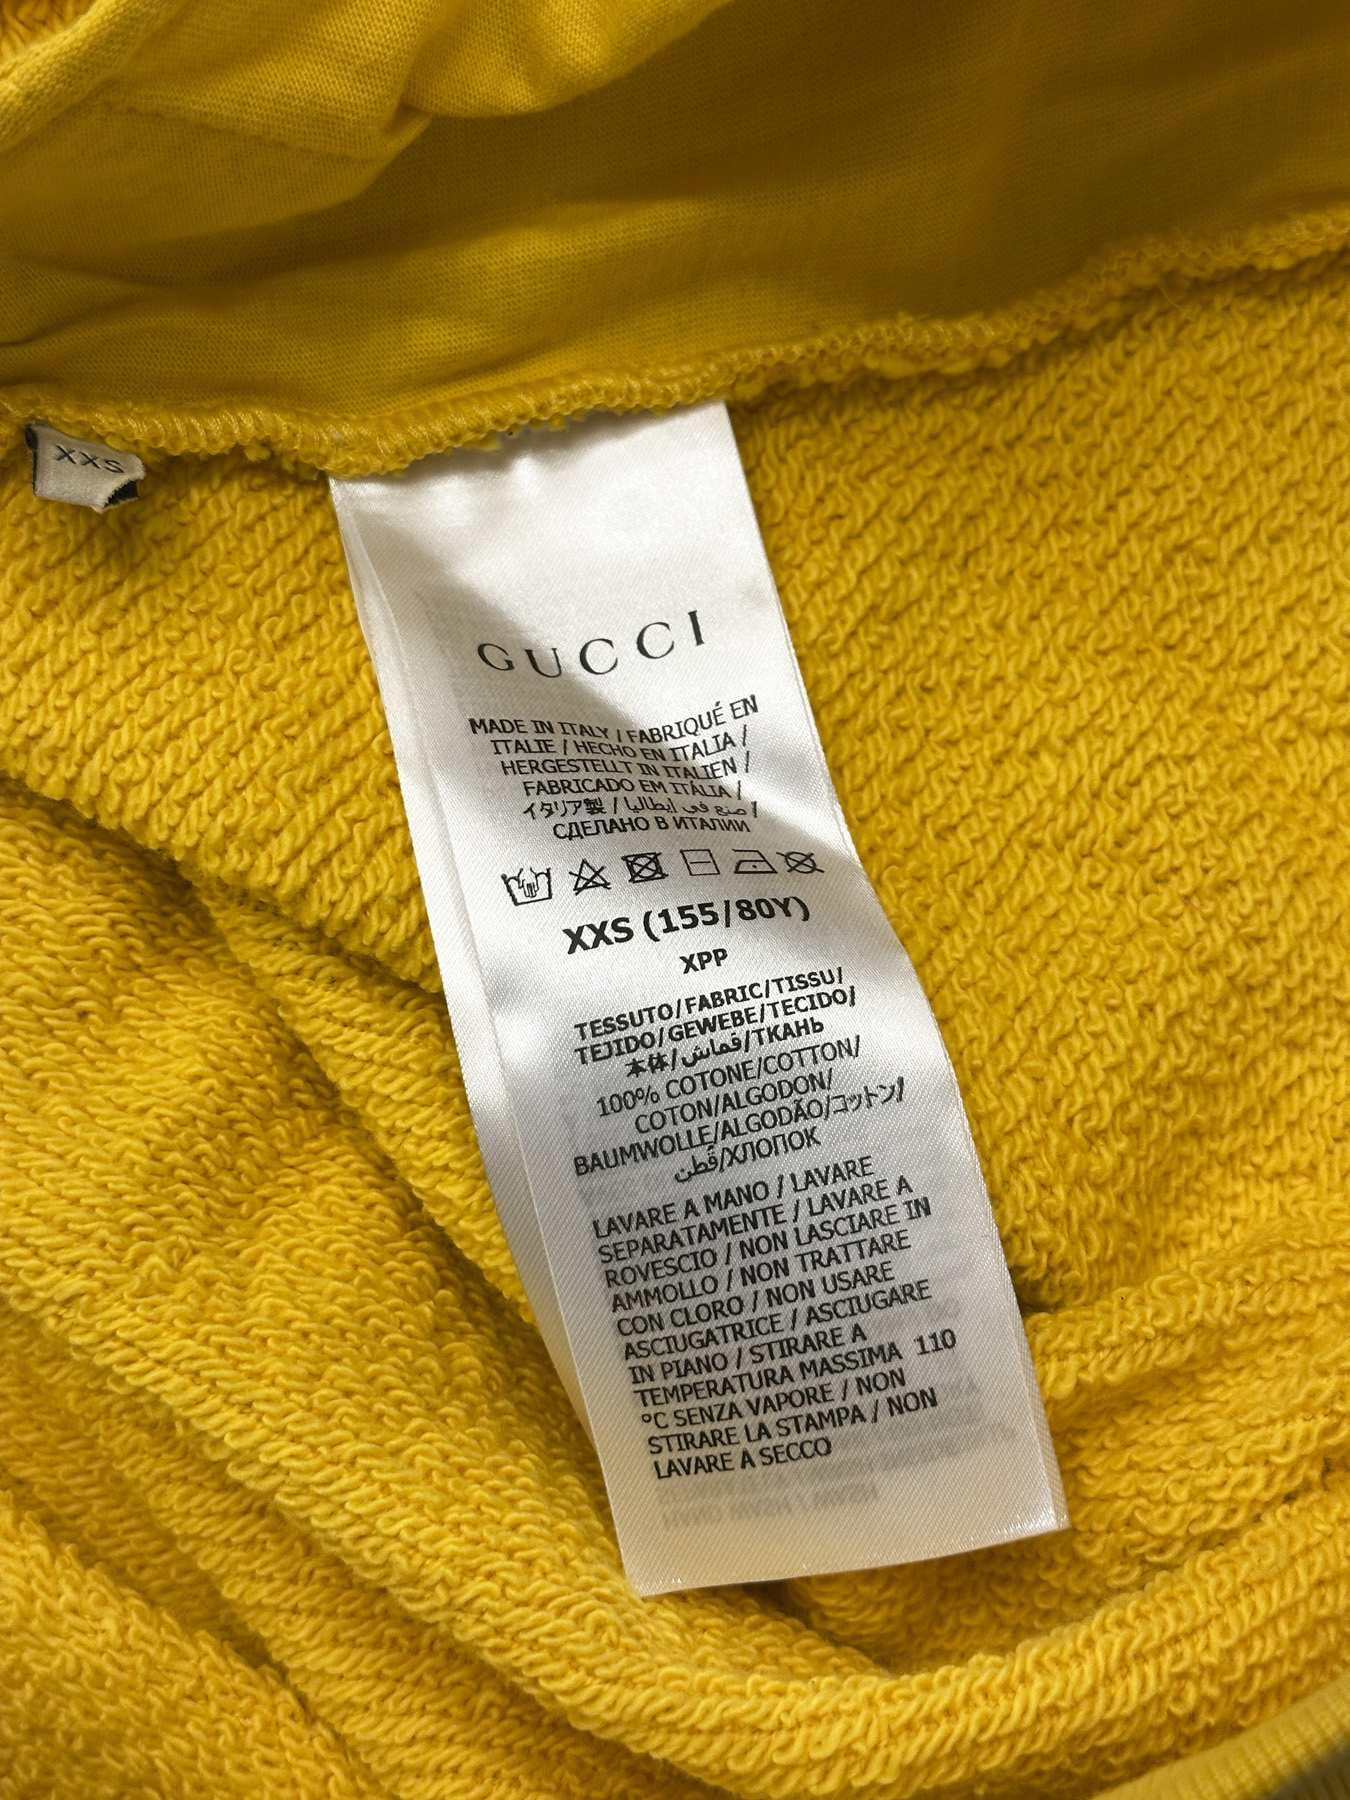 XXS
GUCCI
MADE IN ITALY / FABRIQUÉ EN
ITALIE / HECHO EN ITALIA /
HERGESTELLT IN ITALIEN /
FABRICADO EM ITÁLIA /
イタリア製 / صنع في ايطاليا /
СДЕЛАНО В ИТАЛИИ
XXS (155/80Y)
XPP
TESSUTO/FABRIC/TISSU/
TEJIDO/GEWEBE/TECIDO/
本体/قماش/ТКАНЬ
100% COTONE/COTTON/
COTON/ALGODON/
BAUMWOLLE/ALGODÃO/コットン/
قُطن/ХЛОПОК
LAVARE A MANO / LAVARE
SEPARATAMENTE / LAVARE A
ROVESCIO / NON LASCIARE IN
AMMOLLO / NON TRATTARE
CON CLORO / NON USARE
ASCIUGATRICE / ASCIUGARE
IN PIANO / STIRARE A
TEMPERATURA MASSIMA 110
°C SENZA VAPORE / NON
STIRARE LA STAMPA / NON
LAVARE A SECCO